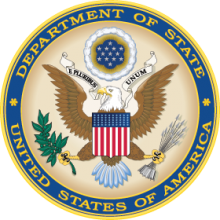 DEPARTMENT OF STATE
E PLURIBUS UNUM
UNITED STATES OF AMERICA